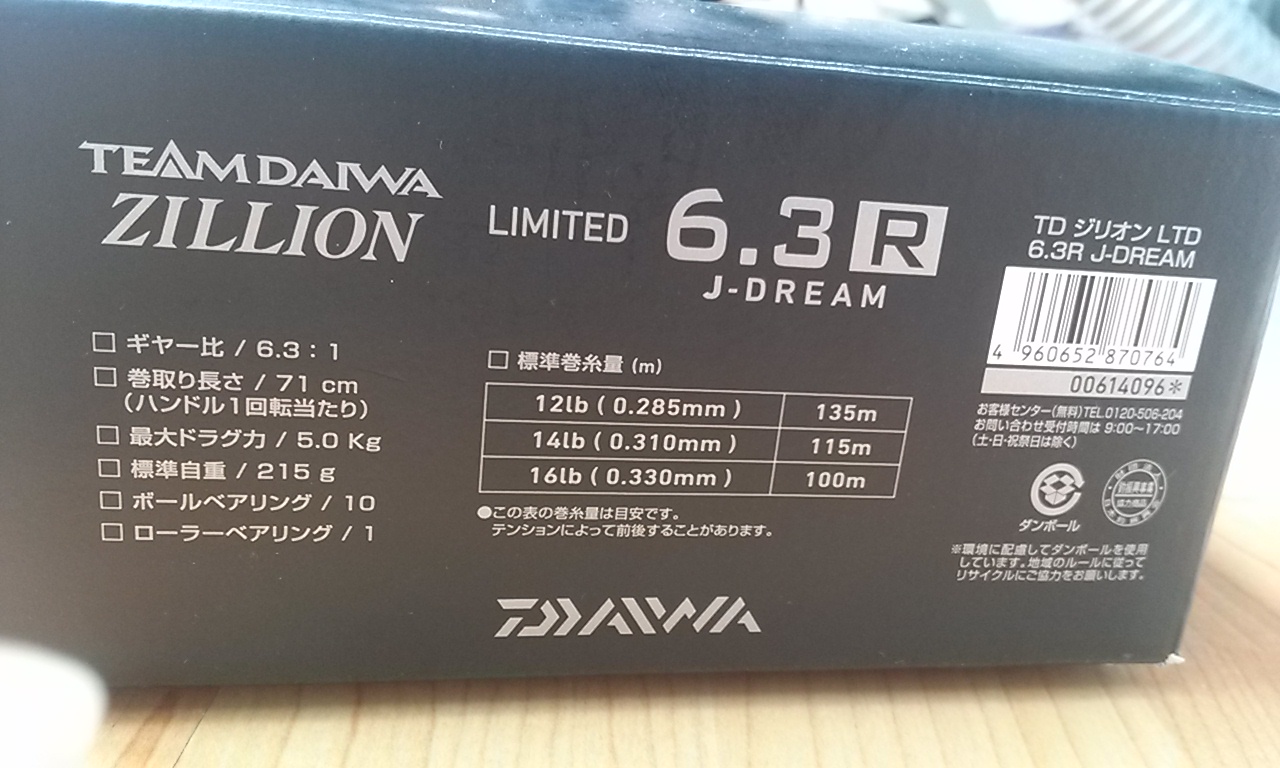 TEAM DAIWA
ZILLION
LIMITED 6.3 R
J-DREAM
□ ギヤー比 / 6.3 : 1
□ 巻取り長さ / 71 cm
（ハンドル1回転当たり）
□ 最大ドラグ力 / 5.0 Kg
□ 標準自重 / 215 g
□ ボールベアリング / 10
□ ローラーベアリング / 1
□ 標準巻糸量 (m)
12lb ( 0.285mm ) 135m
14lb ( 0.310mm ) 115m
16lb ( 0.330mm ) 100m
●この表の巻糸量は目安です。
テンションによって前後することがあります。
DAIWA
TD ジリオン LTD
6.3R J-DREAM
4 960652 870764
00614096*
お客様センター(無料)TEL.0120-506-204
お問い合わせ受付時間は 9:00~17:00
(土・日・祝祭日は除く)
ダンボール
※環境に配慮してダンボールを使用
しています。地域のルールに従って
リサイクルにご協力をお願いします。